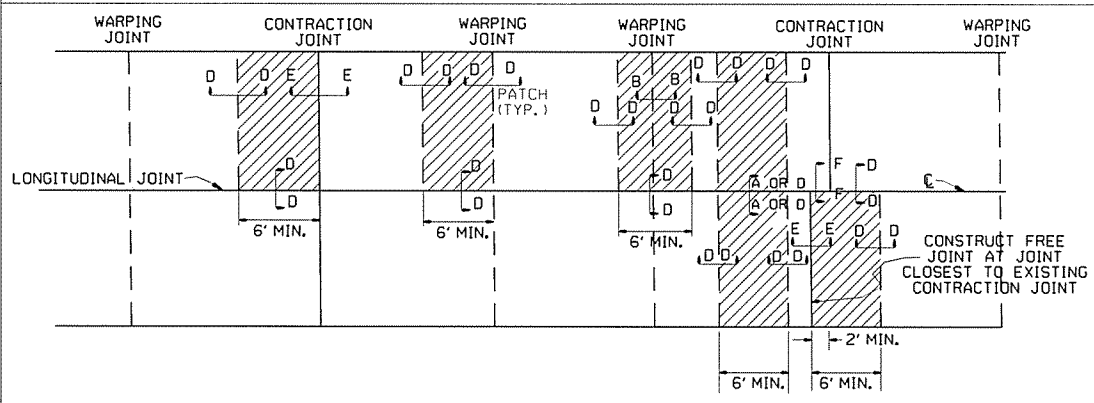 WARPING JOINT
CONTRACTION JOINT
WARPING JOINT
WARPING JOINT
CONTRACTION JOINT
WARPING JOINT
D D E E
D D D D
PATCH (TYP.)
B B
D D D D
D D D D
LONGITUDINAL JOINT
D
D
D
D
D
D
A OR D
A OR D
F
F
D
D
℄
6' MIN.
6' MIN.
6' MIN.
E E D D
D D D D
CONSTRUCT FREE
JOINT AT JOINT
CLOSEST TO EXISTING
CONTRACTION JOINT
2' MIN.
6' MIN.
6' MIN.